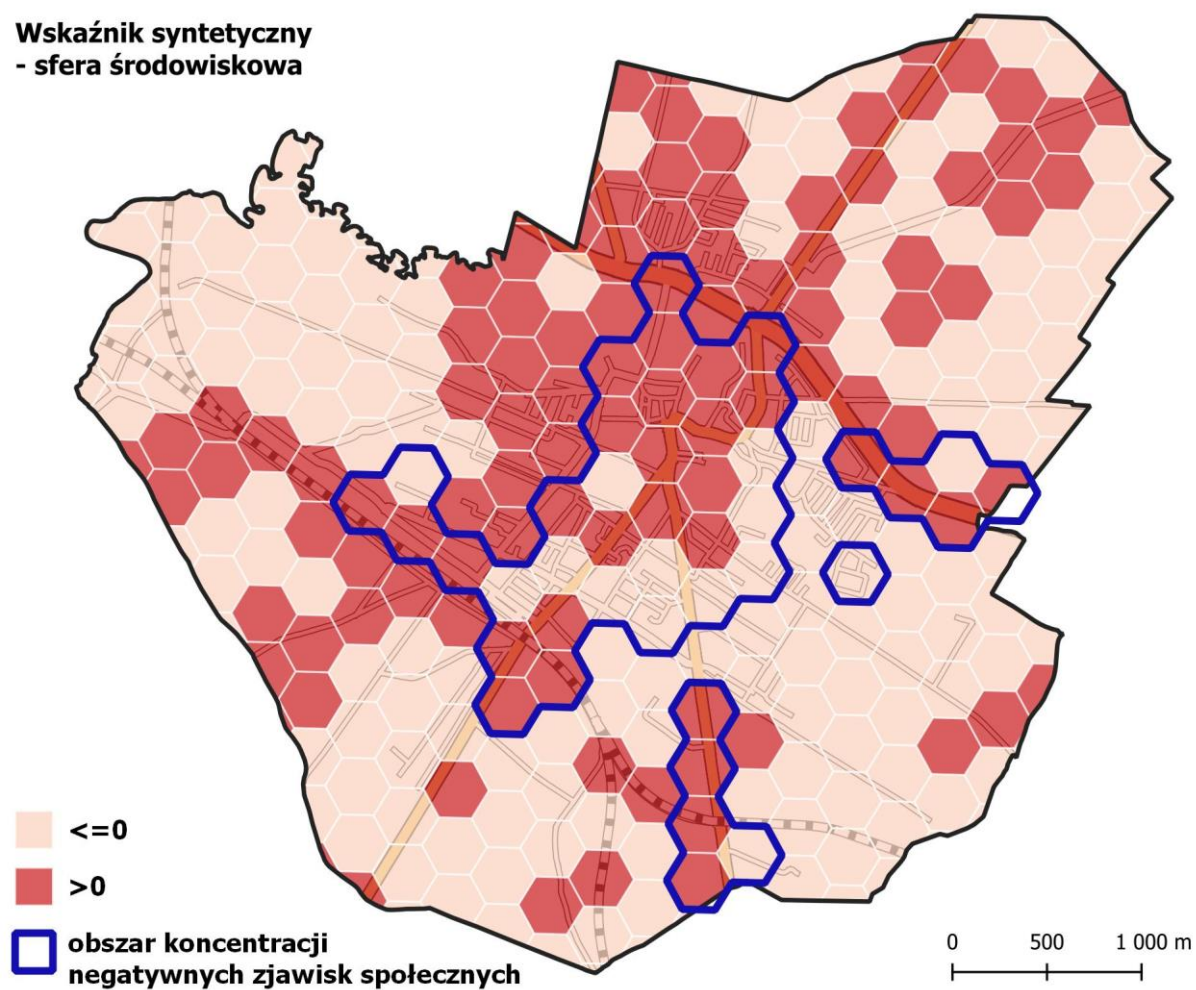 Wskaźnik syntetyczny
- sfera środowiskowa
<=0
>0
obszar koncentracji
negatywnych zjawisk społecznych
0 500 1 000 m